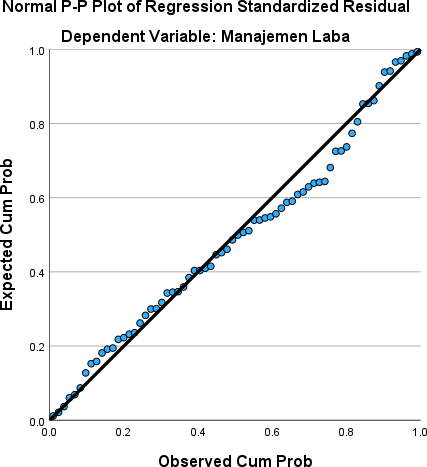 Normal P-P Plot of Regression Standardized Residual
Dependent Variable: Manajemen Laba
1.0
0.8
0.6
0.4
0.2
0.0
Expected Cum Prob
0.0 0.2 0.4 0.6 0.8 1.0
Observed Cum Prob